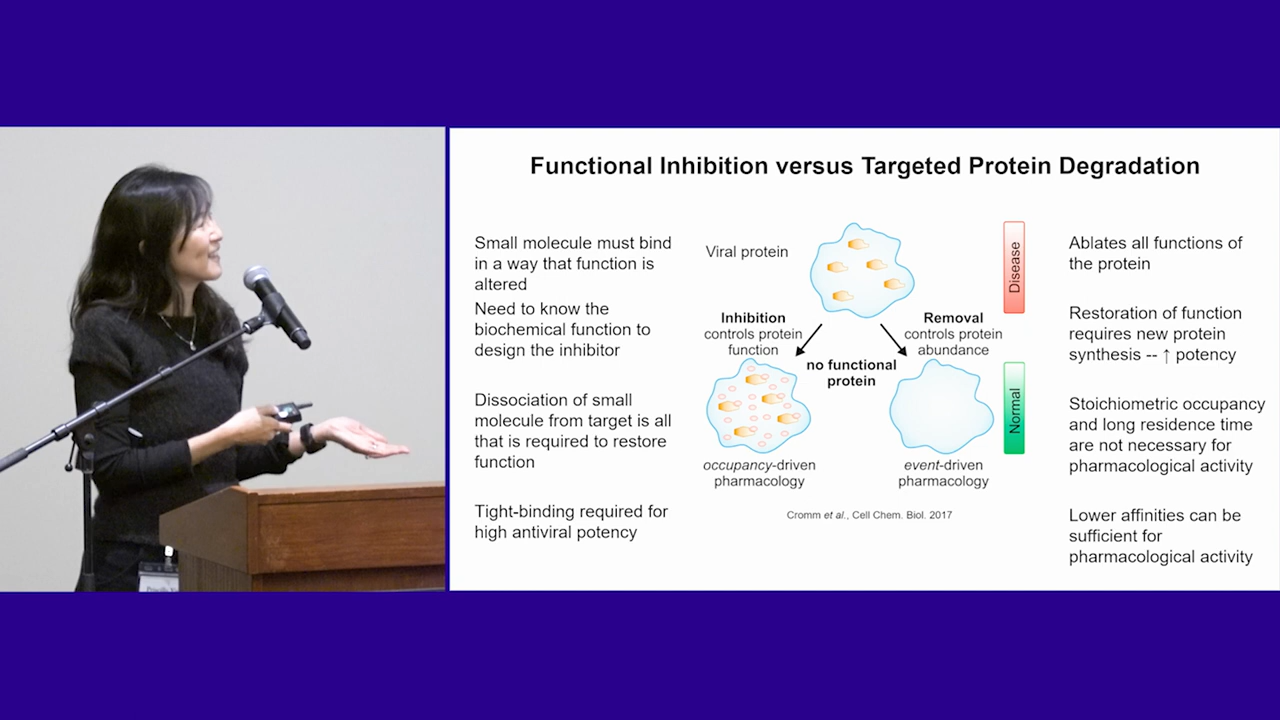 Functional Inhibition versus Targeted Protein Degradation
Small molecule must bind
in a way that function is
altered
Need to know the
biochemical function to
design the inhibitor
Dissociation of small
molecule from target is all
that is required to restore
function
Tight-binding required for
high antiviral potency
Viral protein
Disease
Inhibition
controls protein
function
Removal
controls protein
abundance
no functional
protein
Normal
occupancy-driven
pharmacology
event-driven
pharmacology
Cromm et al., Cell Chem. Biol. 2017
Ablates all functions of
the protein
Restoration of function
requires new protein
synthesis -- ↑ potency
Stoichiometric occupancy
and long residence time
are not necessary for
pharmacological activity
Lower affinities can be
sufficient for
pharmacological activity